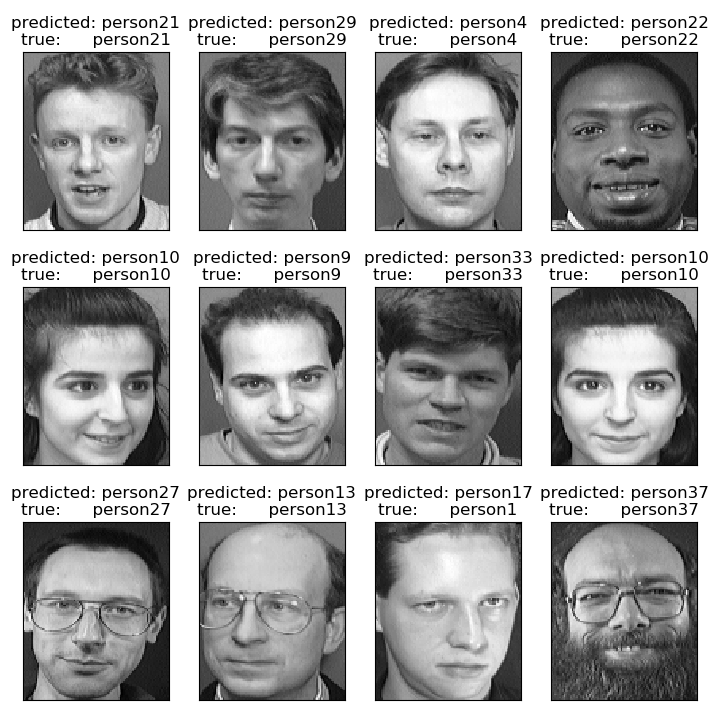 predicted: person21
true: person21
predicted: person29
true: person29
predicted: person4
true: person4
predicted: person22
true: person22
predicted: person10
true: person10
predicted: person9
true: person9
predicted: person33
true: person33
predicted: person10
true: person10
predicted: person27
true: person27
predicted: person13
true: person13
predicted: person17
true: person1
predicted: person37
true: person37